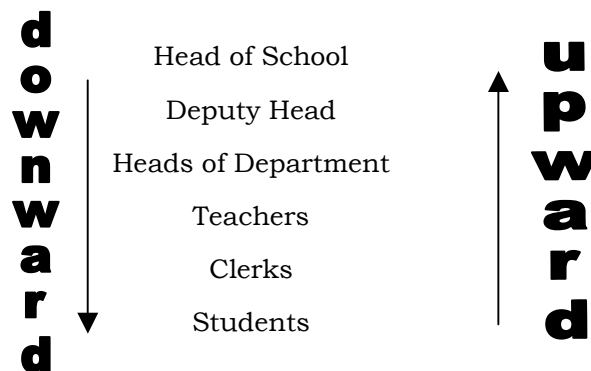 downward
Head of School
Deputy Head
Heads of Department
Teachers
Clerks
Students
upward